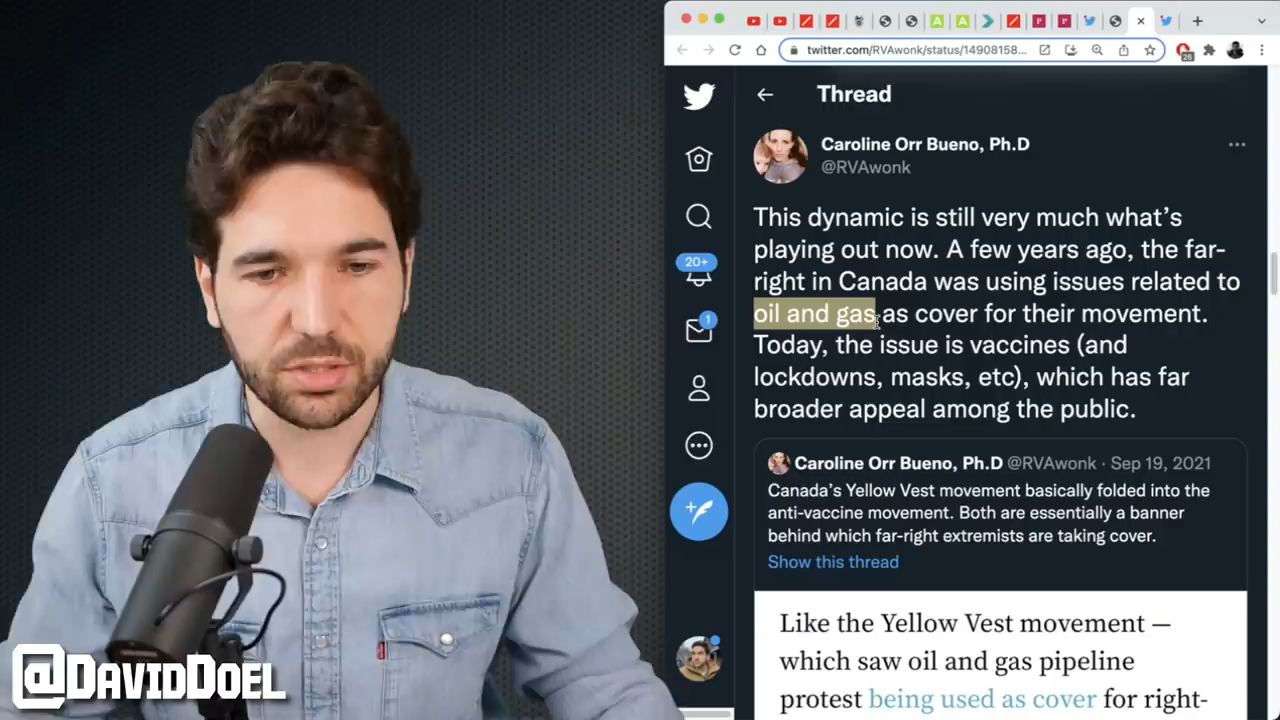 twitter.com/RVAwonk/status/14908158...
26
Thread
Caroline Orr Bueno, Ph.D
@RVAwonk
This dynamic is still very much what's
playing out now. A few years ago, the far-
right in Canada was using issues related to
oil and gas as cover for their movement.
Today, the issue is vaccines (and
lockdowns, masks, etc), which has far
broader appeal among the public.
20+
1
Caroline Orr Bueno, Ph.D @RVAwonk · Sep 19, 2021
Canada's Yellow Vest movement basically folded into the
anti-vaccine movement. Both are essentially a banner
behind which far-right extremists are taking cover.
Show this thread
Like the Yellow Vest movement —
which saw oil and gas pipeline
protest being used as cover for right-
@DAVIDDOEL